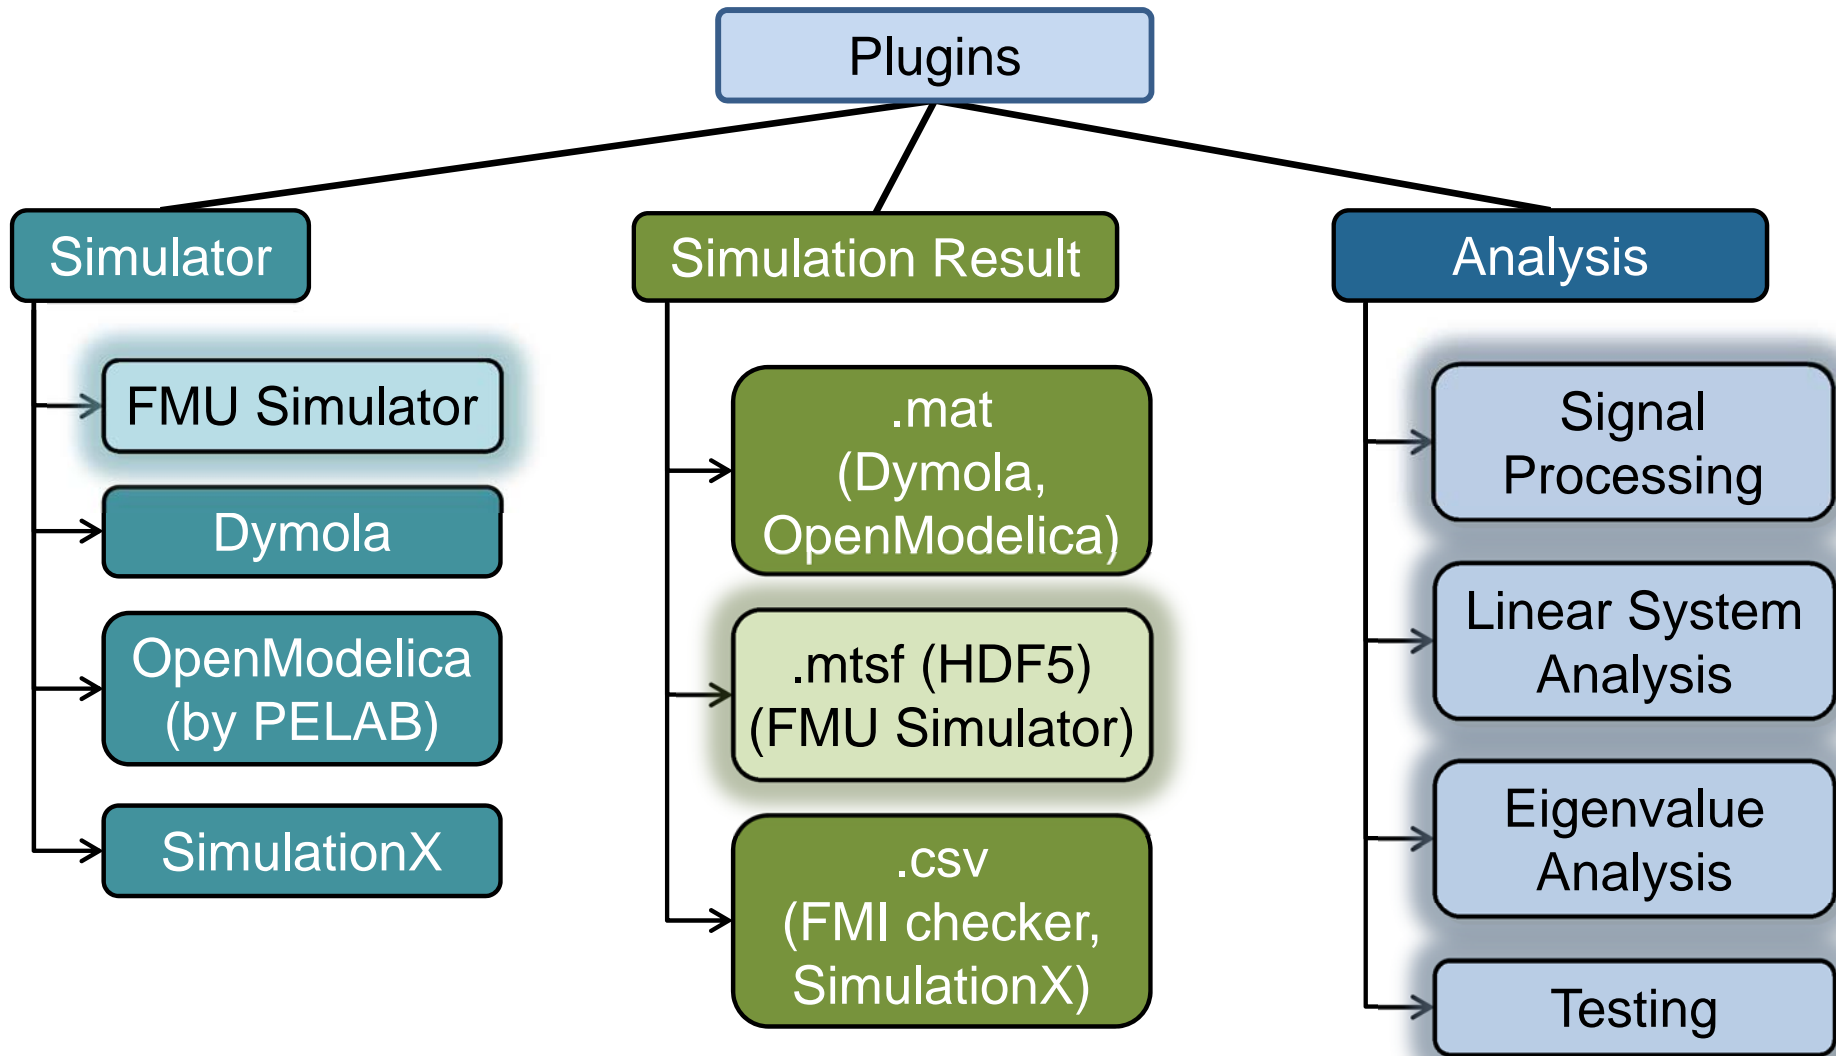 Plugins
Simulator
FMU Simulator
Dymola
OpenModelica
(by PELAB)
SimulationX
Simulation Result
.mat
(Dymola,
OpenModelica)
.mtsf (HDF5)
(FMU Simulator)
.csv
(FMI checker,
SimulationX)
Analysis
Signal
Processing
Linear System
Analysis
Eigenvalue
Analysis
Testing